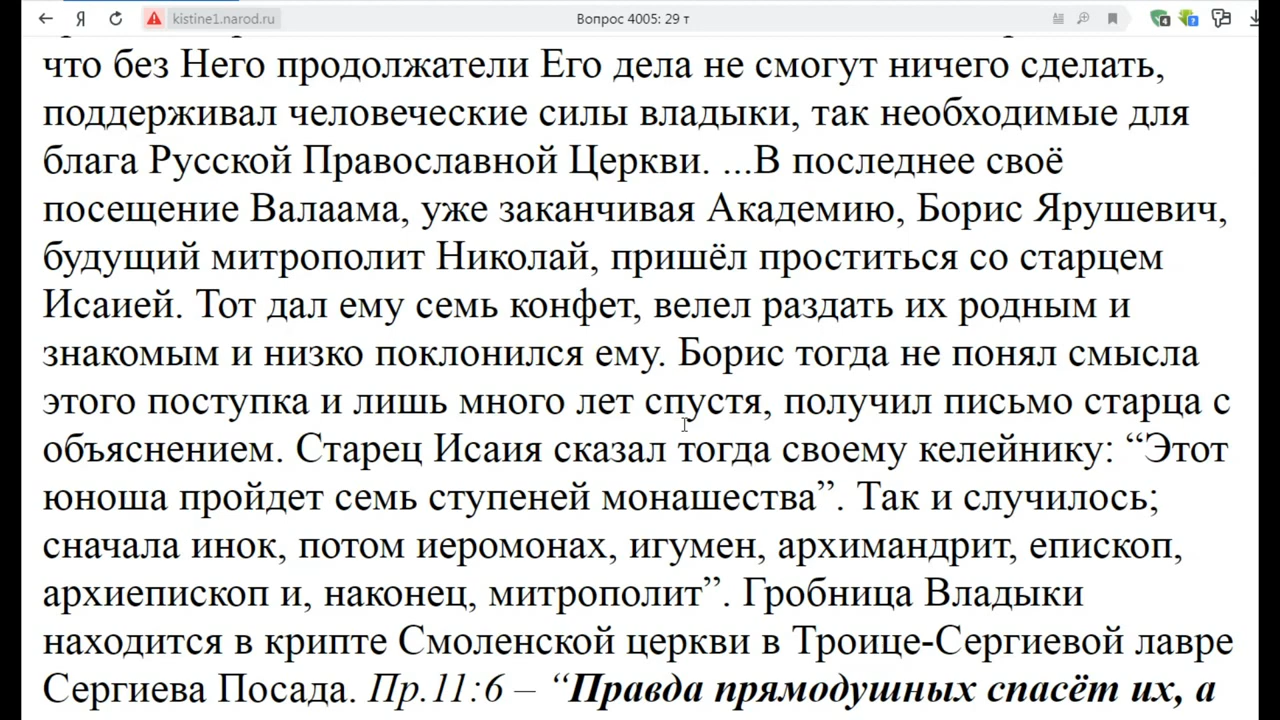 kistine1.narod.ru
Вопрос 4005: 29 т
что без Него продолжатели Его дела не смогут ничего сделать,
поддерживал человеческие силы владыки, так необходимые для
блага Русской Православной Церкви. ...В последнее своё
посещение Валаама, уже заканчивая Академию, Борис Ярушевич,
будущий митрополит Николай, пришёл проститься со старцем
Исаией. Тот дал ему семь конфет, велел раздать их родным и
знакомым и низко поклонился ему. Борис тогда не понял смысла
этого поступка и лишь много лет спустя, получил письмо старца с
объяснением. Старец Исаия сказал тогда своему келейнику: “Этот
юноша пройдет семь ступеней монашества”. Так и случилось;
сначала инок, потом иеромонах, игумен, архимандрит, епископ,
архиепископ и, наконец, митрополит”. Гробница Владыки
находится в крипте Смоленской церкви в Троице-Сергиевой лавре
Сергиева Посада. Пр.11:6 – “Правда прямодушных спасёт их, а